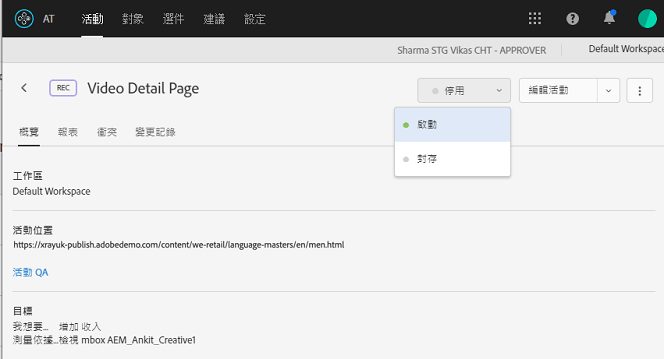 AT 活動 對象 選件 建議 設定
Sharma STG Vikas CHT - APPROVER Default Workspace
REC Video Detail Page 停用 編輯活動
啟動
封存
概覽 報表 衝突 變更記錄
工作區
Default Workspace
活動位置
https://xrayuk-publish.adobedemo.com/content/we-retail/language-masters/en/men.html
活動 QA
目標
我想要... 增加 收入
測量依據...檢視 mbox AEM_Ankit_Creative1